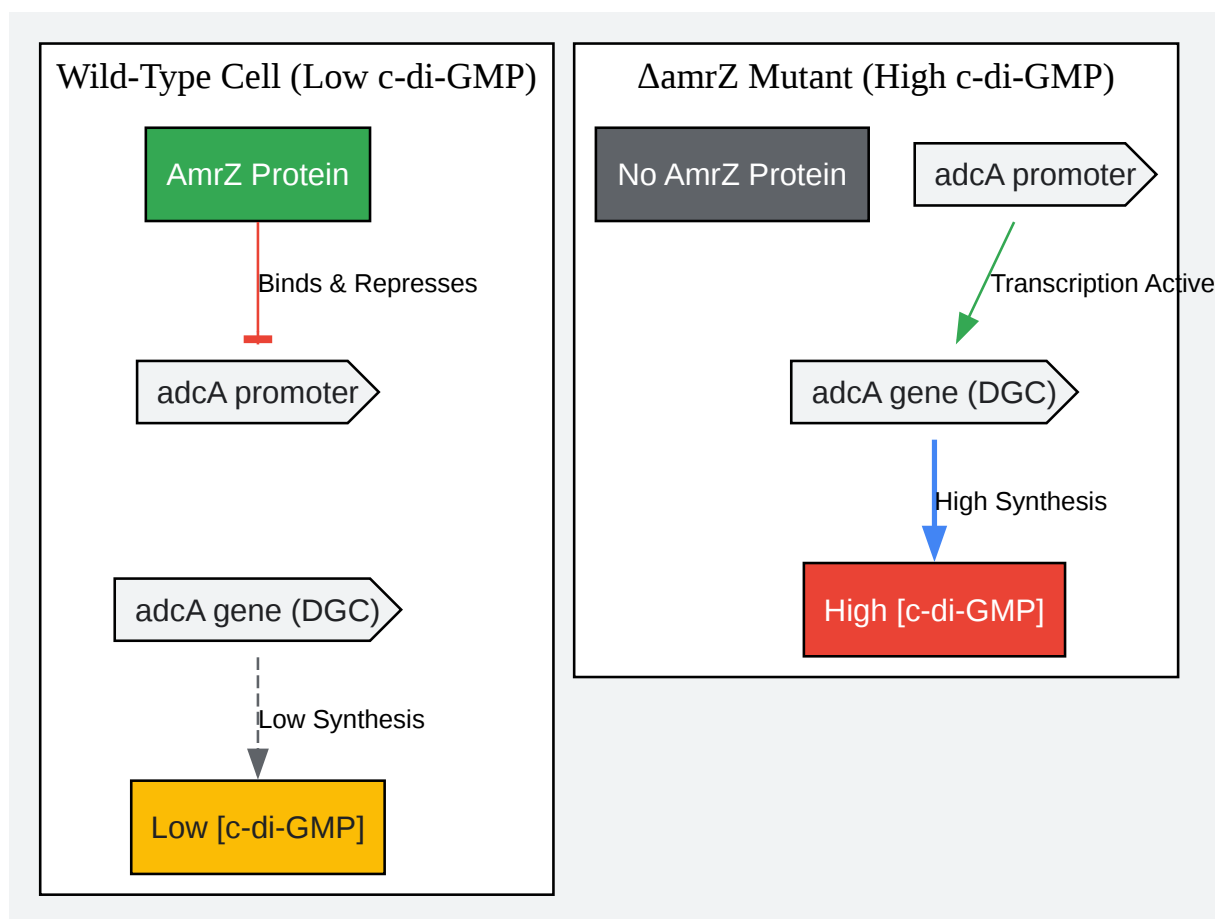 Wild-Type Cell (Low c-di-GMP)
AmrZ Protein
Binds & Represses
adcA promoter
adcA gene (DGC)
Low Synthesis
Low [c-di-GMP]
ΔamrZ Mutant (High c-di-GMP)
No AmrZ Protein
adcA promoter
Transcription Active
adcA gene (DGC)
High Synthesis
High [c-di-GMP]